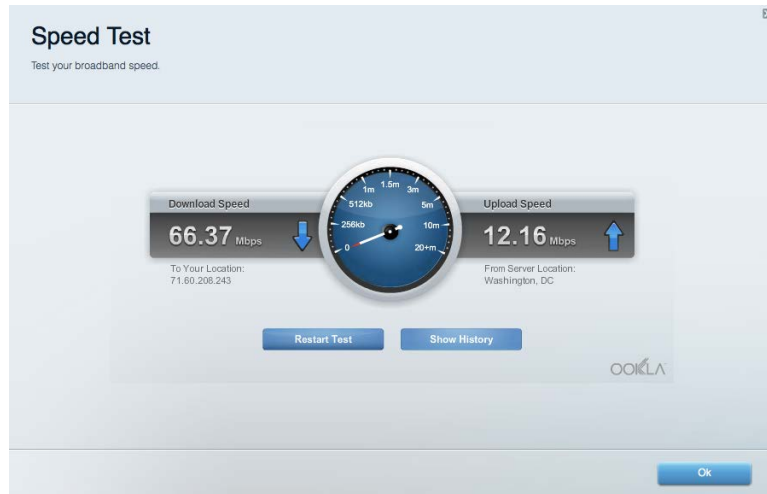 Speed Test
Test your broadband speed.
Download Speed
66.37 Mbps
To Your Location:
71.60.208.243
0
256kb
512kb
1m
1.5m
3m
5m
10m
20+m
Upload Speed
12.16 Mbps
From Server Location:
Washington, DC
Restart Test
Show History
OOKLA
Ok